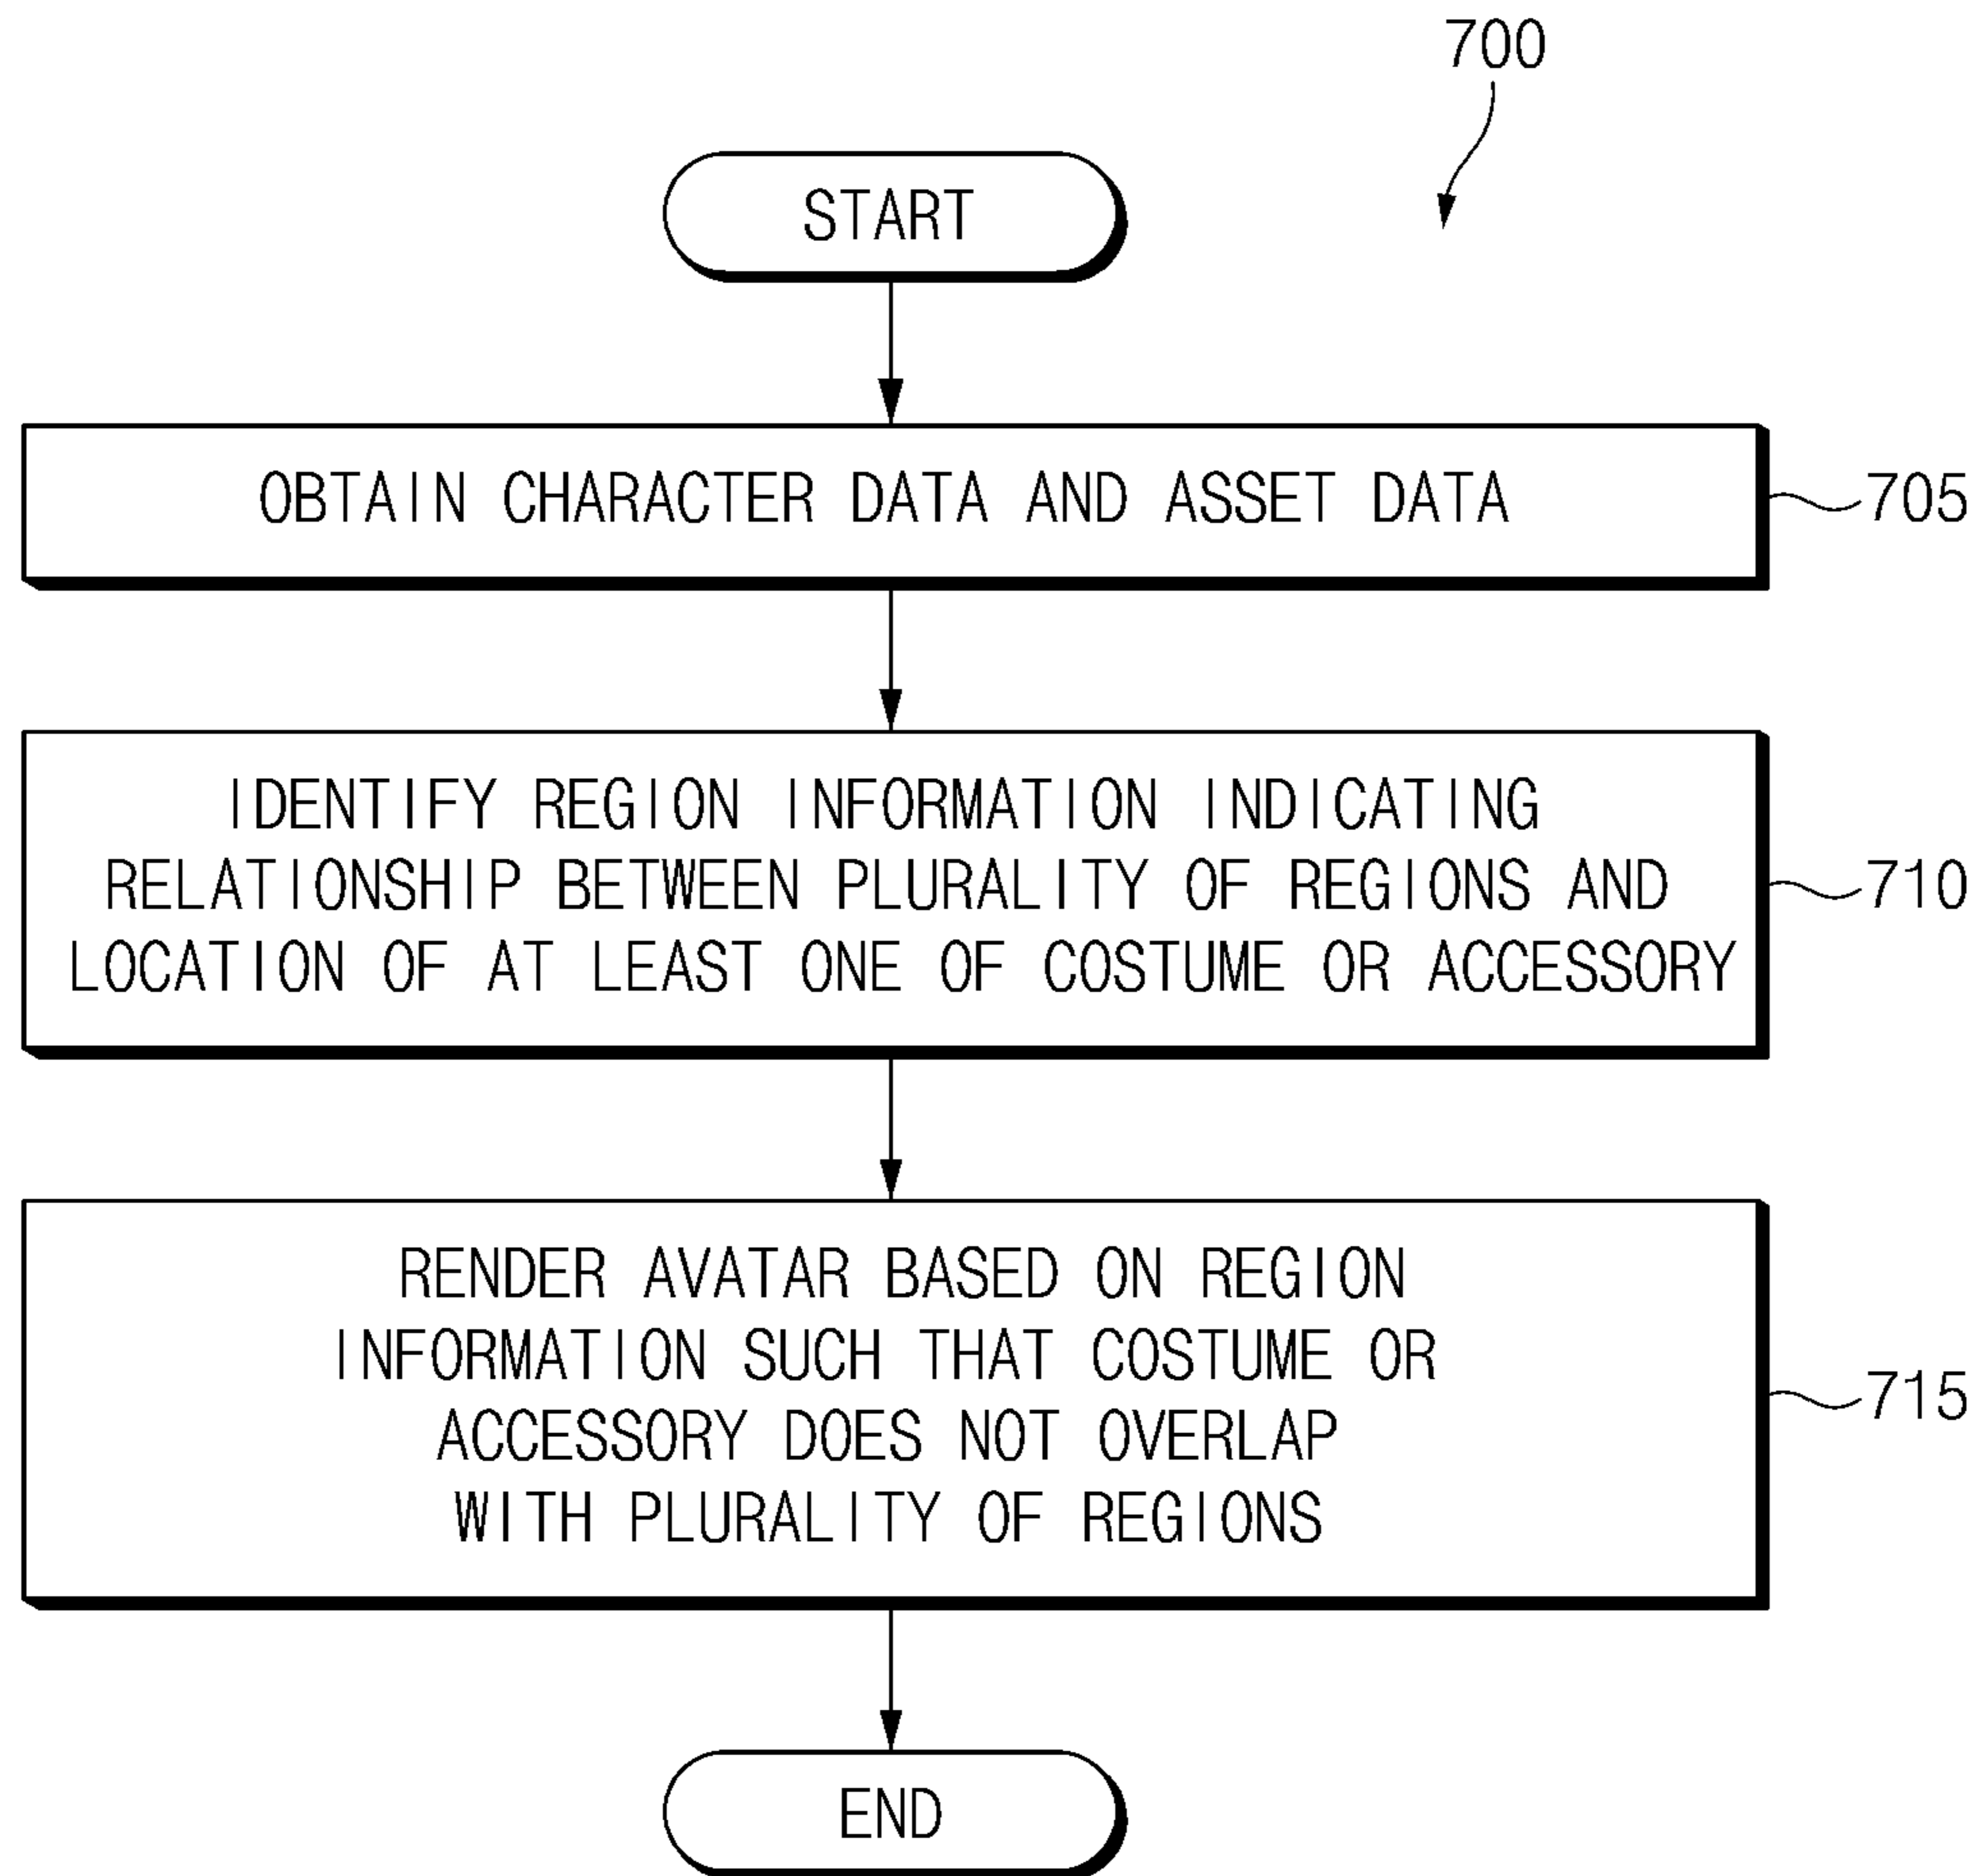 700
START
OBTAIN CHARACTER DATA AND ASSET DATA
705
IDENTIFY REGION INFORMATION INDICATING
RELATIONSHIP BETWEEN PLURALITY OF REGIONS AND
LOCATION OF AT LEAST ONE OF COSTUME OR ACCESSORY
710
RENDER AVATAR BASED ON REGION
INFORMATION SUCH THAT COSTUME OR
ACCESSORY DOES NOT OVERLAP
WITH PLURALITY OF REGIONS
715
END